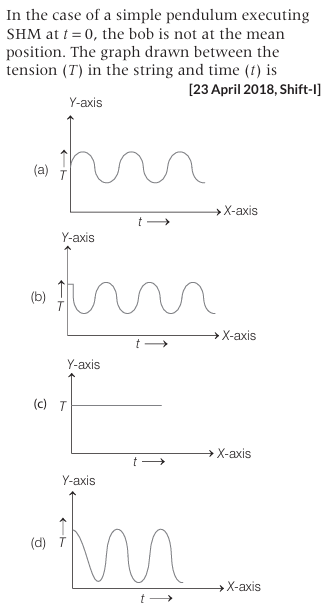 In the case of a simple pendulum executing
SHM at t = 0, the bob is not at the mean
position. The graph drawn between the
tension (T) in the string and time (t) is
[23 April 2018, Shift-I]
Y-axis
(a) T
t
X-axis
Y-axis
(b) T
t
X-axis
Y-axis
(c) T
t
X-axis
Y-axis
(d) T
t
X-axis